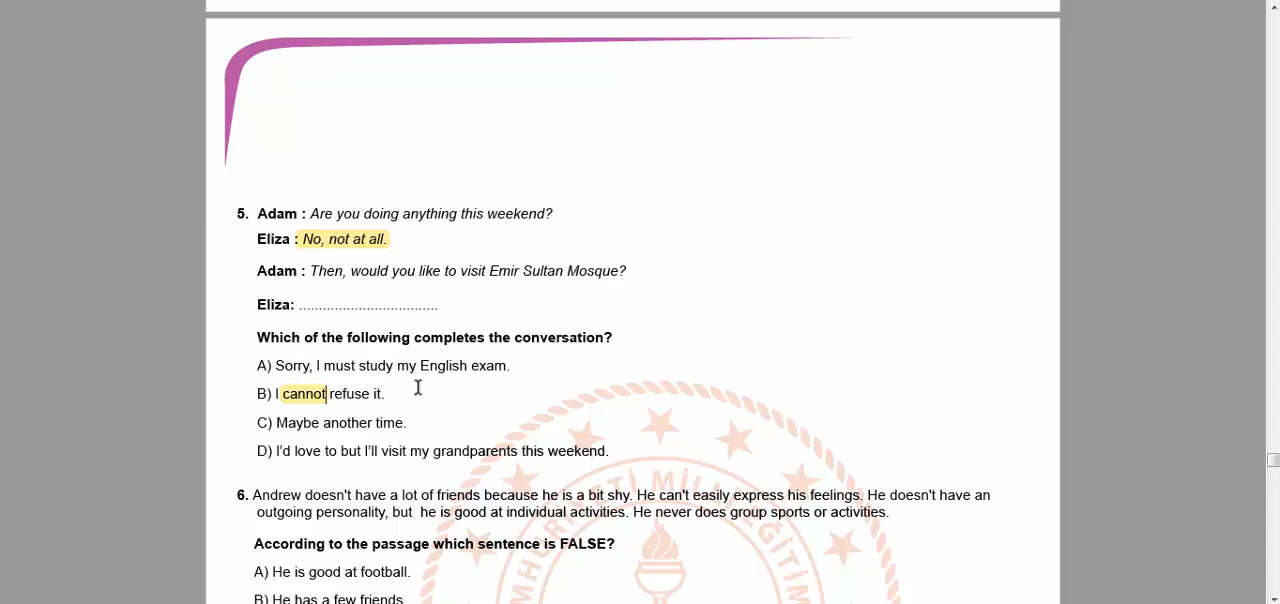 5. Adam : Are you doing anything this weekend?
Eliza : No, not at all.
Adam : Then, would you like to visit Emir Sultan Mosque?
Eliza: ...................................
Which of the following completes the conversation?
A) Sorry, I must study my English exam.
B) I cannot refuse it.
C) Maybe another time.
D) I'd love to but I'll visit my grandparents this weekend.
6. Andrew doesn't have a lot of friends because he is a bit shy. He can't easily express his feelings. He doesn't have an
outgoing personality, but he is good at individual activities. He never does group sports or activities.
According to the passage which sentence is FALSE?
A) He is good at football.
B) He has a few friends